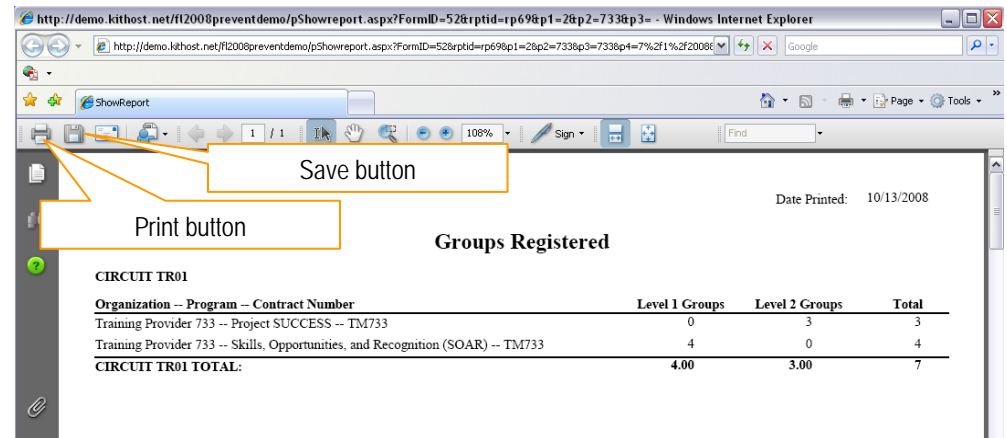 http://demo.kithost.net/fl2008preventdemo/pShowreport.aspx?FormID=52&rptid=rp69&p1=2&p2=733&p3= - Windows Internet Explorer
http://demo.kithost.net/fl2008preventdemo/pShowreport.aspx?FormID=52&rptid=rp69&p1=2&p2=733&p3=733&p4=7%2f1%2f2008&
Google
ShowReport
Page Tools
1 / 1 108% Sign Find
Save button
Date Printed: 10/13/2008
Print button
Groups Registered
CIRCUIT TR01
Organization -- Program -- Contract Number Level 1 Groups Level 2 Groups Total
Training Provider 733 -- Project SUCCESS -- TM733 0 3 3
Training Provider 733 -- Skills, Opportunities, and Recognition (SOAR) -- TM733 4 0 4
CIRCUIT TR01 TOTAL: 4.00 3.00 7